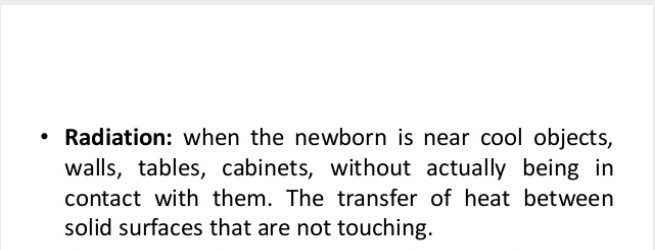 • Radiation: when the newborn is near cool objects,
walls, tables, cabinets, without actually being in
contact with them. The transfer of heat between
solid surfaces that are not touching.